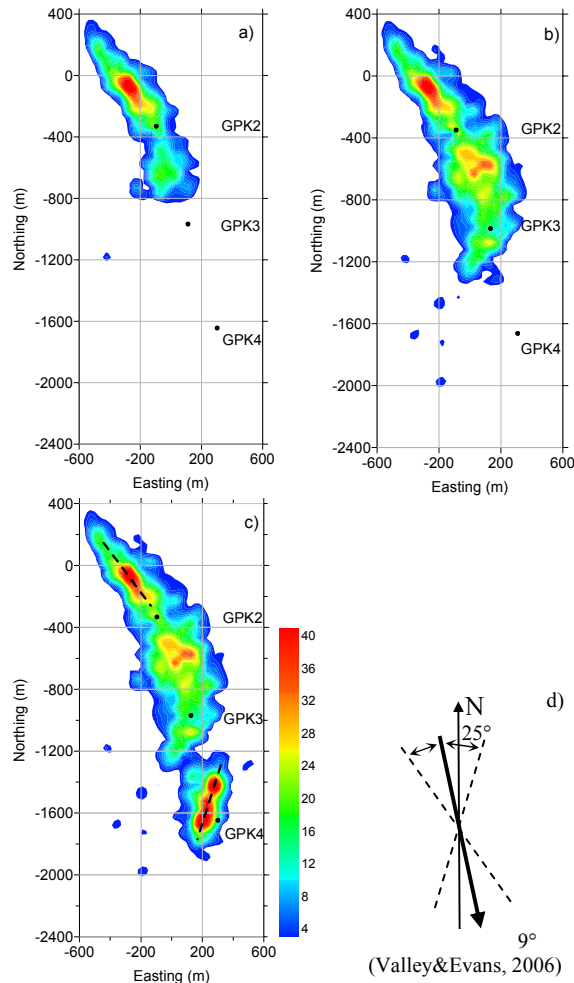 a)
400
0
-400
-800
-1200
-1600
-2000
-2400
Northing (m)
GPK2
GPK3
GPK4
-600 -200 200 600
Easting (m)
b)
400
0
-400
-800
-1200
-1600
-2000
-2400
Northing (m)
GPK2
GPK3
GPK4
-600 -200 200 600
Easting (m)
c)
400
0
-400
-800
-1200
-1600
-2000
-2400
Northing (m)
GPK2
GPK3
GPK4
-600 -200 200 600
Easting (m)
40
36
32
28
24
20
16
12
8
4
d)
N
25°
9°
(Valley&Evans, 2006)